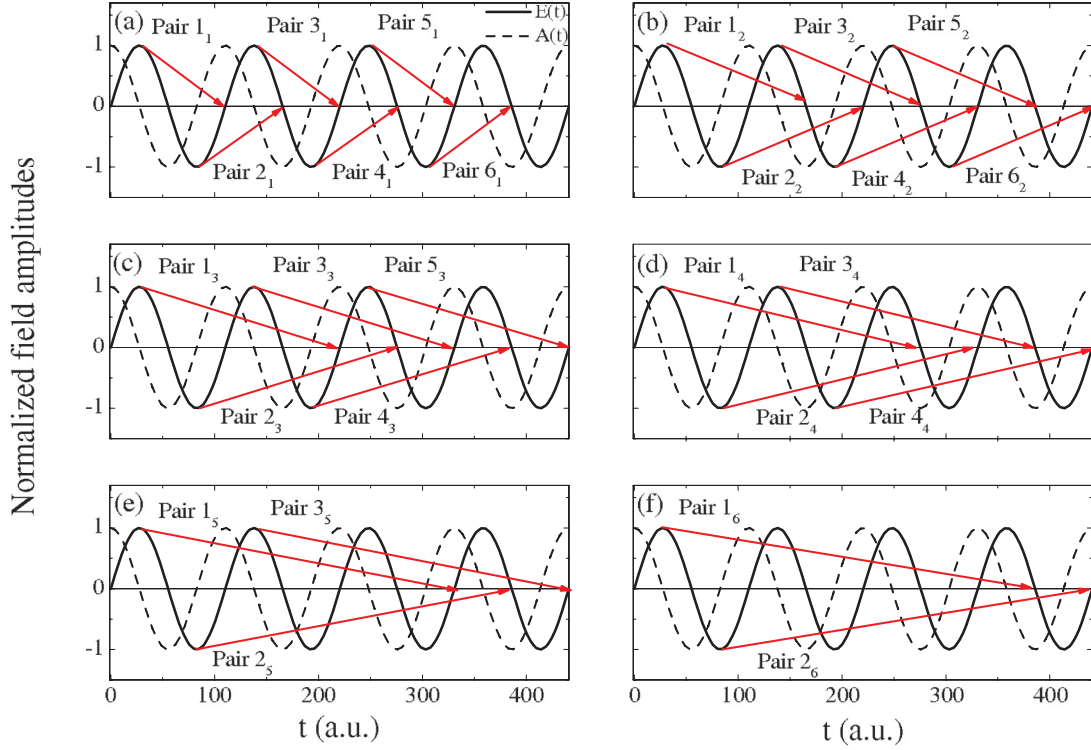 Normalized field amplitudes
(a) Pair 1₁ Pair 3₁ Pair 5₁
E(t)
A(t)
1
0
-1
Pair 2₁ Pair 4₁ Pair 6₁
(b) Pair 1₂ Pair 3₂ Pair 5₂
Pair 2₂ Pair 4₂ Pair 6₂
(c) Pair 1₃ Pair 3₃ Pair 5₃
1
0
-1
Pair 2₃ Pair 4₃
(d) Pair 1₄ Pair 3₄
Pair 2₄ Pair 4₄
(e) Pair 1₅ Pair 3₅
1
0
-1
Pair 2₅
0 100 200 300 400
t (a.u.)
(f) Pair 1₆
Pair 2₆
0 100 200 300 400
t (a.u.)